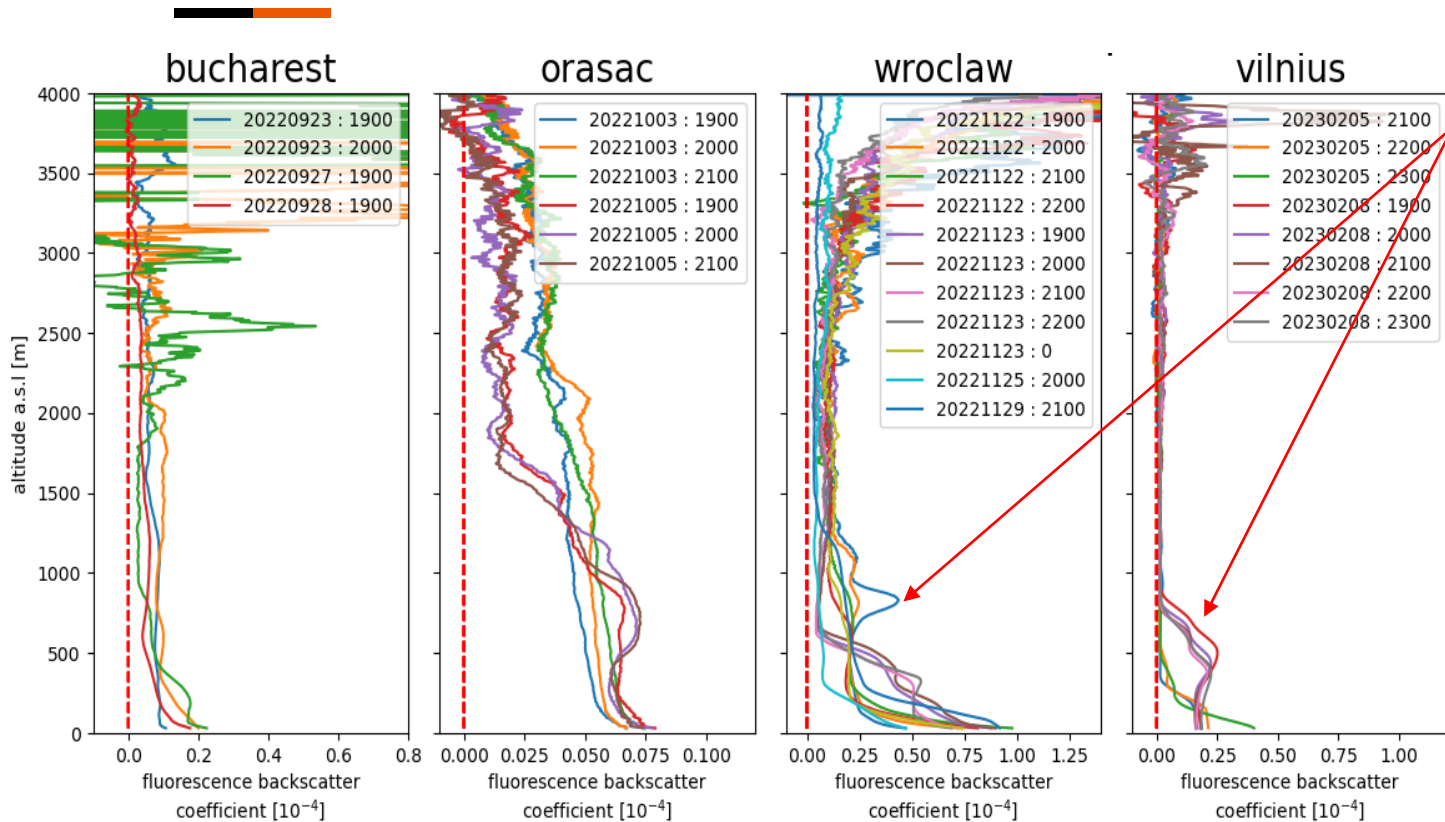 bucharest
orasac
wroclaw
vilnius
4000
3500
3000
2500
2000
1500
1000
500
0
altitude a.s.l [m]
20220923 : 1900
20220923 : 2000
20220927 : 1900
20220928 : 1900
0.0 0.2 0.4 0.6 0.8
fluorescence backscatter
coefficient [10⁻⁴]
20221003 : 1900
20221003 : 2000
20221003 : 2100
20221005 : 1900
20221005 : 2000
20221005 : 2100
0.000 0.025 0.050 0.075 0.100
fluorescence backscatter
coefficient [10⁻⁴]
20221122 : 1900
20221122 : 2000
20221122 : 2100
20221122 : 2200
20221123 : 1900
20221123 : 2000
20221123 : 2100
20221123 : 2200
20221123 : 0
20221125 : 2000
20221129 : 2100
0.00 0.25 0.50 0.75 1.00 1.25
fluorescence backscatter
coefficient [10⁻⁴]
20230205 : 2100
20230205 : 2200
20230205 : 2300
20230208 : 1900
20230208 : 2000
20230208 : 2100
20230208 : 2200
20230208 : 2300
0.00 0.25 0.50 0.75 1.00
fluorescence backscatter
coefficient [10⁻⁴]